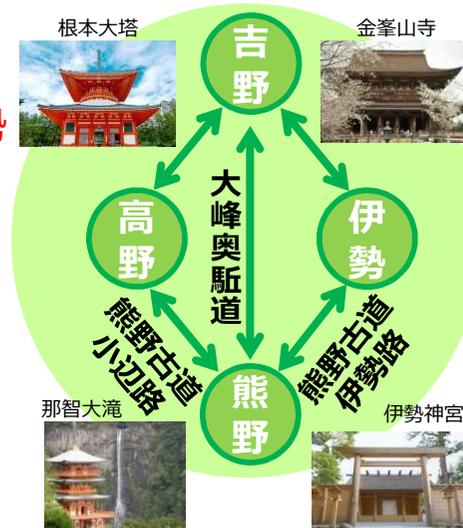 根本大塔
金峯山寺
吉野
勢
高野
大峰奥駈道
伊勢
熊野古道
小辺路
熊野古道
伊勢路
熊野
那智大滝
伊勢神宮